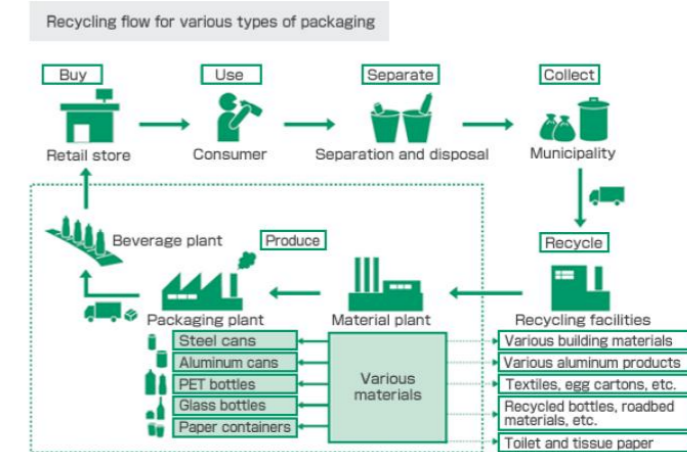 Recycling flow for various types of packaging
Buy
Use
Separate
Collect
Retail store
Consumer
Separation and disposal
Municipality
Beverage plant
Produce
Recycle
Packaging plant
Material plant
Recycling facilities
Steel cans
Aluminum cans
PET bottles
Glass bottles
Paper containers
Various
materials
Various building materials
Various aluminum products
Textiles, egg cartons, etc.
Recycled bottles, roadbed
materials, etc.
Toilet and tissue paper